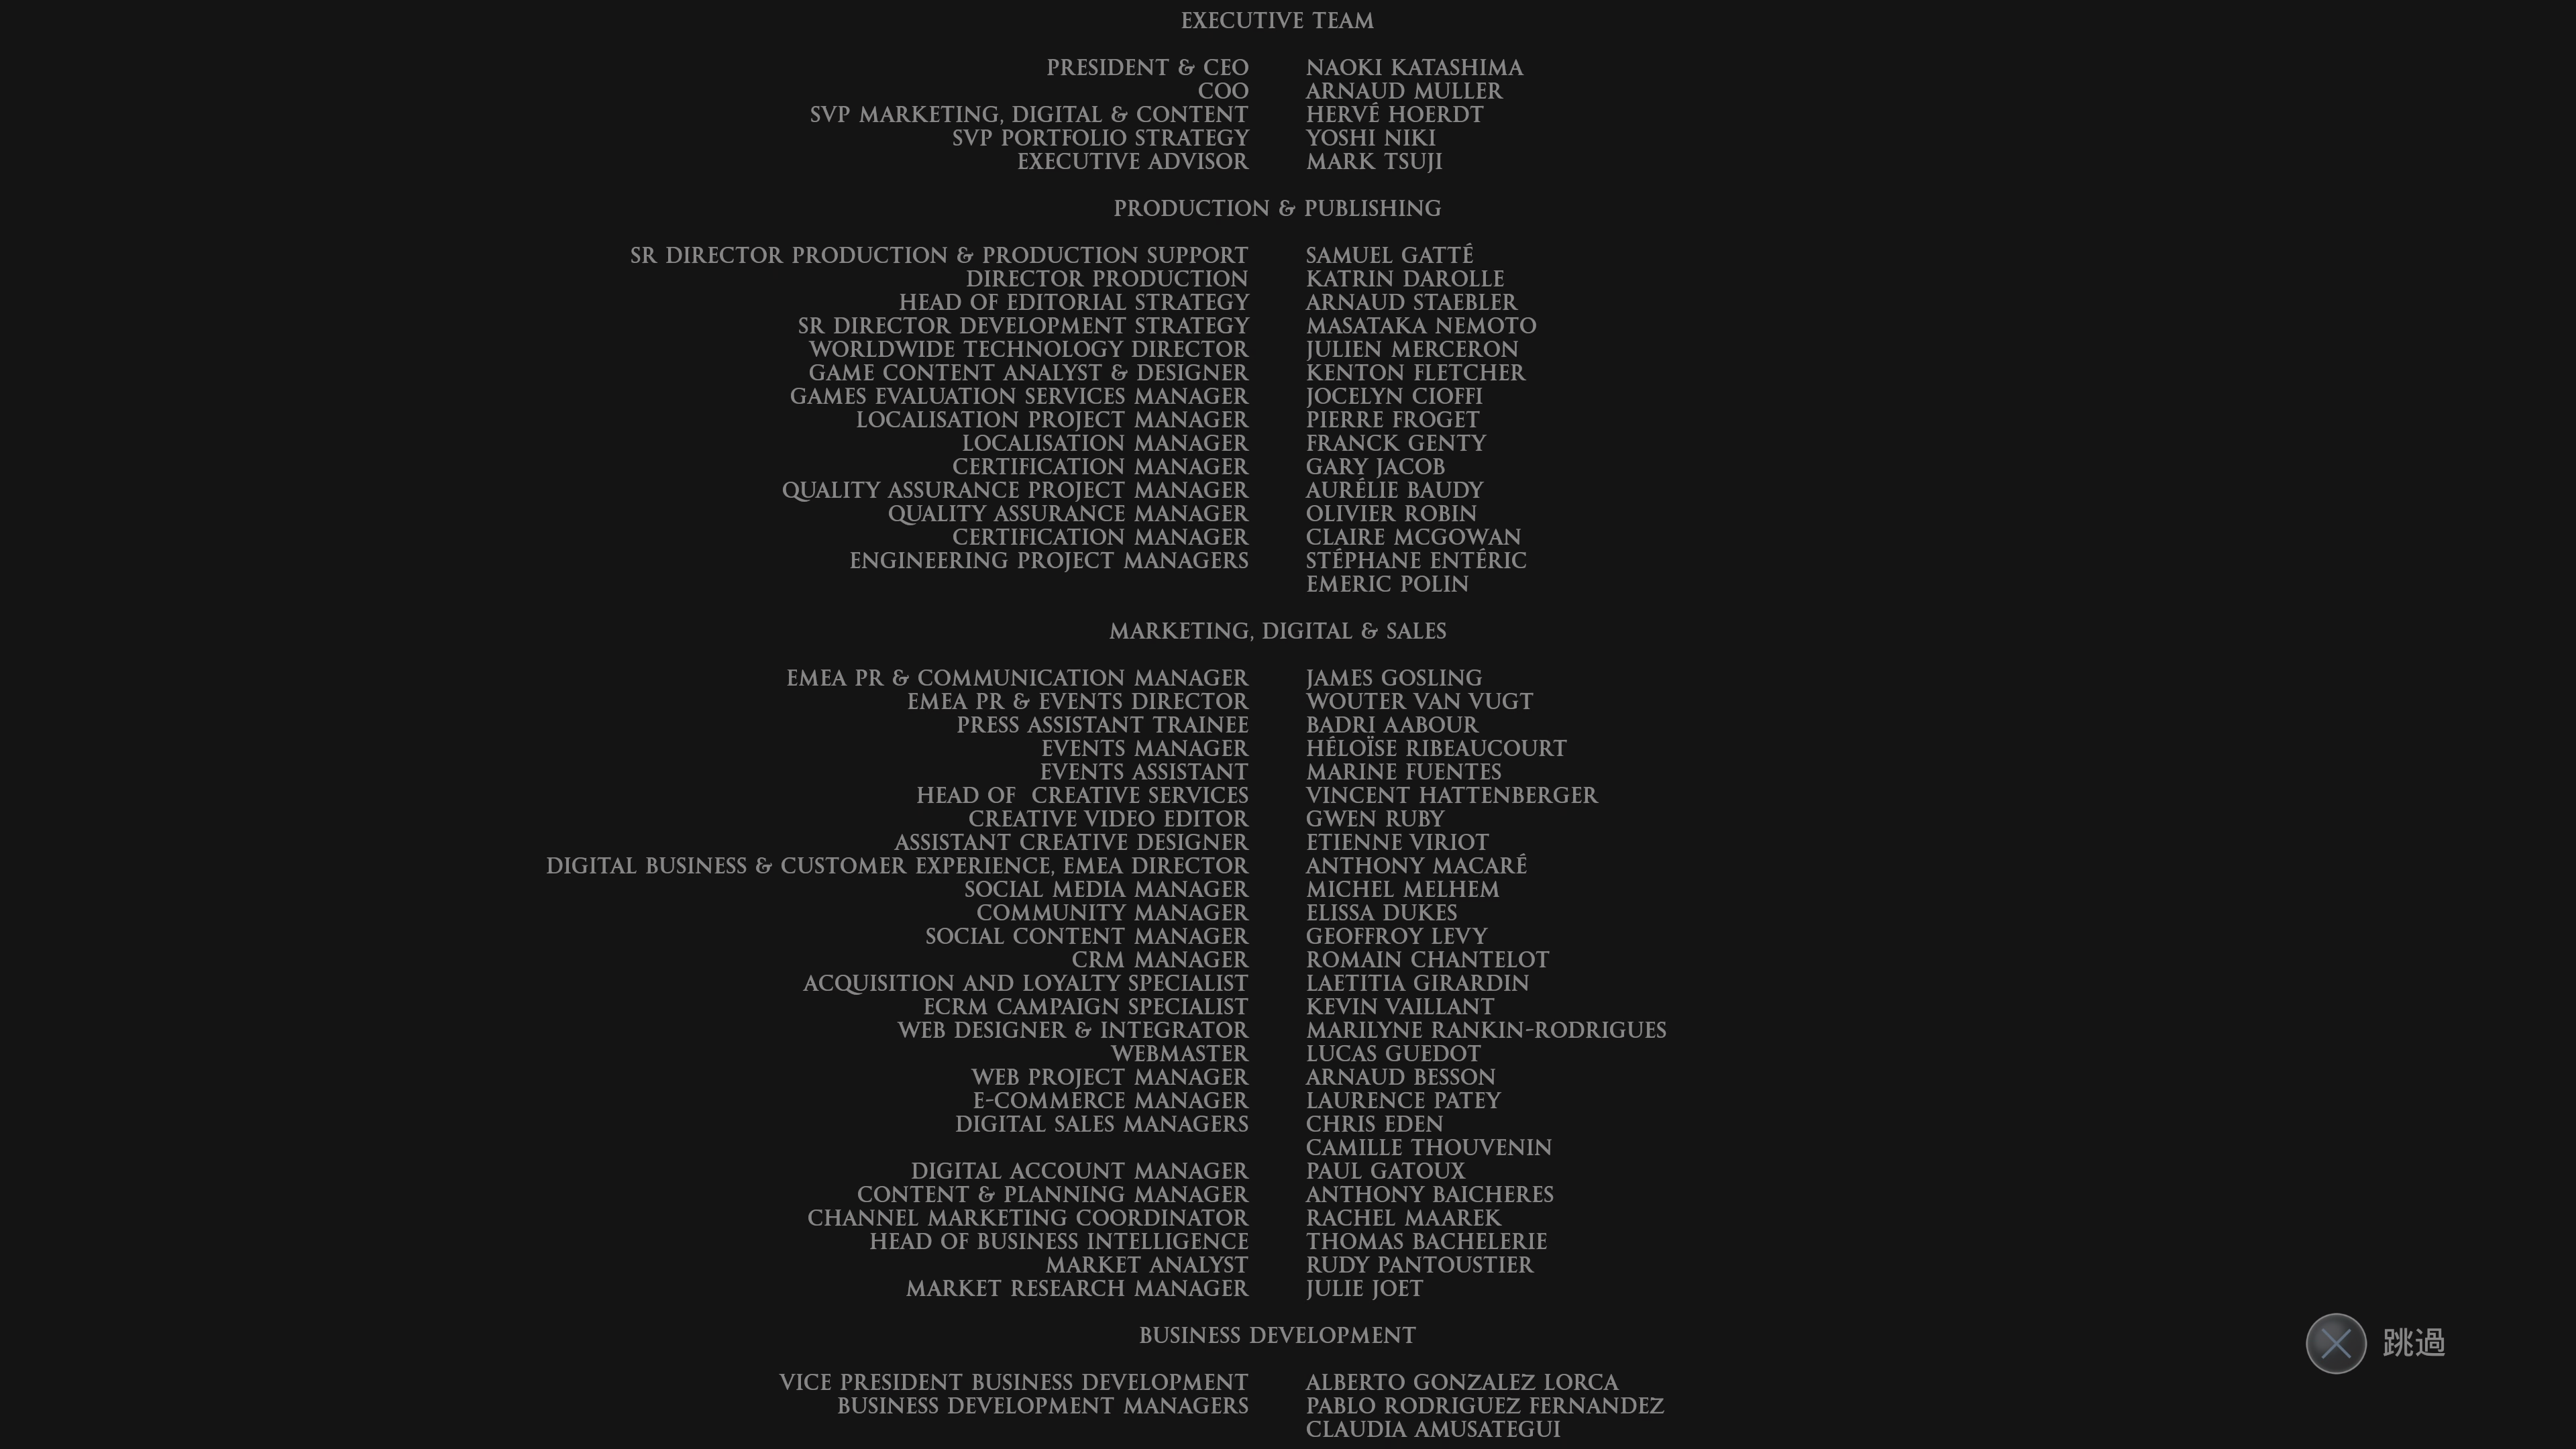 EXECUTIVE TEAM
PRESIDENT & CEO NAOKI KATASHIMA
COO ARNAUD MULLER
SVP MARKETING, DIGITAL & CONTENT HERVÉ HOERDT
SVP PORTFOLIO STRATEGY YOSHI NIKI
EXECUTIVE ADVISOR MARK TSUJI
PRODUCTION & PUBLISHING
SR DIRECTOR PRODUCTION & PRODUCTION SUPPORT SAMUEL GATTÉ
DIRECTOR PRODUCTION KATRIN DAROLLE
HEAD OF EDITORIAL STRATEGY ARNAUD STAEBLER
SR DIRECTOR DEVELOPMENT STRATEGY MASATAKA NEMOTO
WORLDWIDE TECHNOLOGY DIRECTOR JULIEN MERCERON
GAME CONTENT ANALYST & DESIGNER KENTON FLETCHER
GAMES EVALUATION SERVICES MANAGER JOCELYN CIOFFI
LOCALISATION PROJECT MANAGER PIERRE FROGET
LOCALISATION MANAGER FRANCK GENTY
CERTIFICATION MANAGER GARY JACOB
QUALITY ASSURANCE PROJECT MANAGER AURÉLIE BAUDY
QUALITY ASSURANCE MANAGER OLIVIER ROBIN
CERTIFICATION MANAGER CLAIRE MCGOWAN
ENGINEERING PROJECT MANAGERS STÉPHANE ENTÉRIC
EMERIC POLIN
MARKETING, DIGITAL & SALES
EMEA PR & COMMUNICATION MANAGER JAMES GOSLING
EMEA PR & EVENTS DIRECTOR WOUTER VAN VUGT
PRESS ASSISTANT TRAINEE BADRI AABOUR
EVENTS MANAGER HÉLOÏSE RIBEAUCOURT
EVENTS ASSISTANT MARINE FUENTES
HEAD OF CREATIVE SERVICES VINCENT HATTENBERGER
CREATIVE VIDEO EDITOR GWEN RUBY
ASSISTANT CREATIVE DESIGNER ETIENNE VIRIOT
DIGITAL BUSINESS & CUSTOMER EXPERIENCE, EMEA DIRECTOR ANTHONY MACARÉ
SOCIAL MEDIA MANAGER MICHEL MELHEM
COMMUNITY MANAGER ELISSA DUKES
SOCIAL CONTENT MANAGER GEOFFROY LEVY
CRM MANAGER ROMAIN CHANTELOT
ACQUISITION AND LOYALTY SPECIALIST LAETITIA GIRARDIN
ECRM CAMPAIGN SPECIALIST KEVIN VAILLANT
WEB DESIGNER & INTEGRATOR MARILYNE RANKIN-RODRIGUES
WEBMASTER LUCAS GUEDOT
WEB PROJECT MANAGER ARNAUD BESSON
E-COMMERCE MANAGER LAURENCE PATEY
DIGITAL SALES MANAGERS CHRIS EDEN
CAMILLE THOUVENIN
DIGITAL ACCOUNT MANAGER PAUL GATOUX
CONTENT & PLANNING MANAGER ANTHONY BAICHERES
CHANNEL MARKETING COORDINATOR RACHEL MAAREK
HEAD OF BUSINESS INTELLIGENCE THOMAS BACHELERIE
MARKET ANALYST RUDY PANTOUSTIER
MARKET RESEARCH MANAGER JULIE JOET
BUSINESS DEVELOPMENT
跳過
VICE PRESIDENT BUSINESS DEVELOPMENT ALBERTO GONZALEZ LORCA
BUSINESS DEVELOPMENT MANAGERS PABLO RODRIGUEZ FERNANDEZ
CLAUDIA AMUSATEGUI